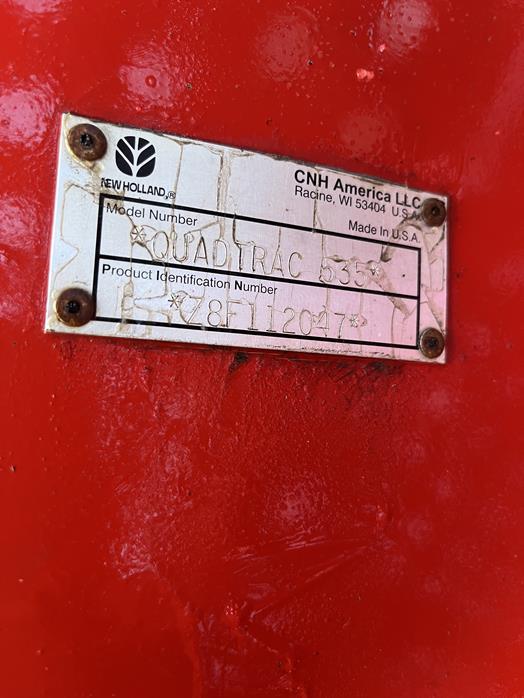 NEW HOLLAND®
CNH America LLC
Racine, WI 53404 U.S.A.
Made in U.S.A.
Model Number
*QUADTRAC 535*
Product Identification Number
*Z8F112047*